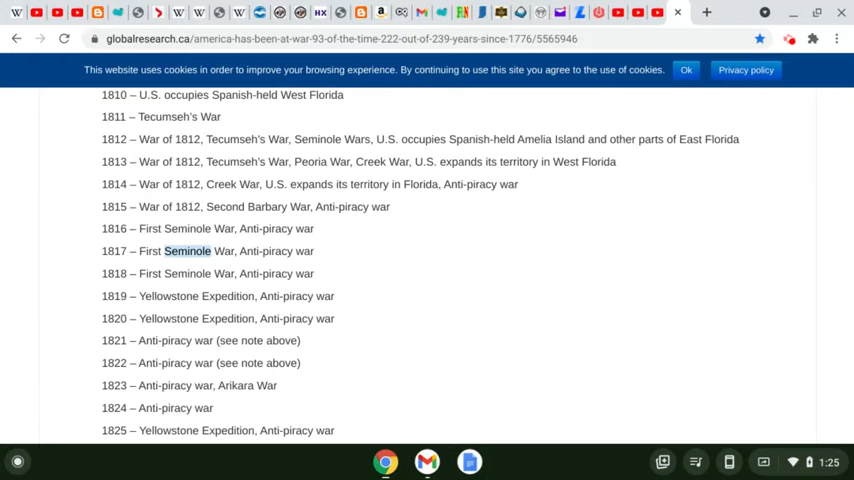 globalresearch.ca/america-has-been-at-war-93-of-the-time-222-out-of-239-years-since-1776/5565946
This website uses cookies in order to improve your browsing experience. By continuing to use this site you agree to the use of cookies. Ok Privacy policy
1810 – U.S. occupies Spanish-held West Florida
1811 – Tecumseh's War
1812 – War of 1812, Tecumseh's War, Seminole Wars, U.S. occupies Spanish-held Amelia Island and other parts of East Florida
1813 – War of 1812, Tecumseh's War, Peoria War, Creek War, U.S. expands its territory in West Florida
1814 – War of 1812, Creek War, U.S. expands its territory in Florida, Anti-piracy war
1815 – War of 1812, Second Barbary War, Anti-piracy war
1816 – First Seminole War, Anti-piracy war
1817 – First Seminole War, Anti-piracy war
1818 – First Seminole War, Anti-piracy war
1819 – Yellowstone Expedition, Anti-piracy war
1820 – Yellowstone Expedition, Anti-piracy war
1821 – Anti-piracy war (see note above)
1822 – Anti-piracy war (see note above)
1823 – Anti-piracy war, Arikara War
1824 – Anti-piracy war
1825 – Yellowstone Expedition, Anti-piracy war
1:25